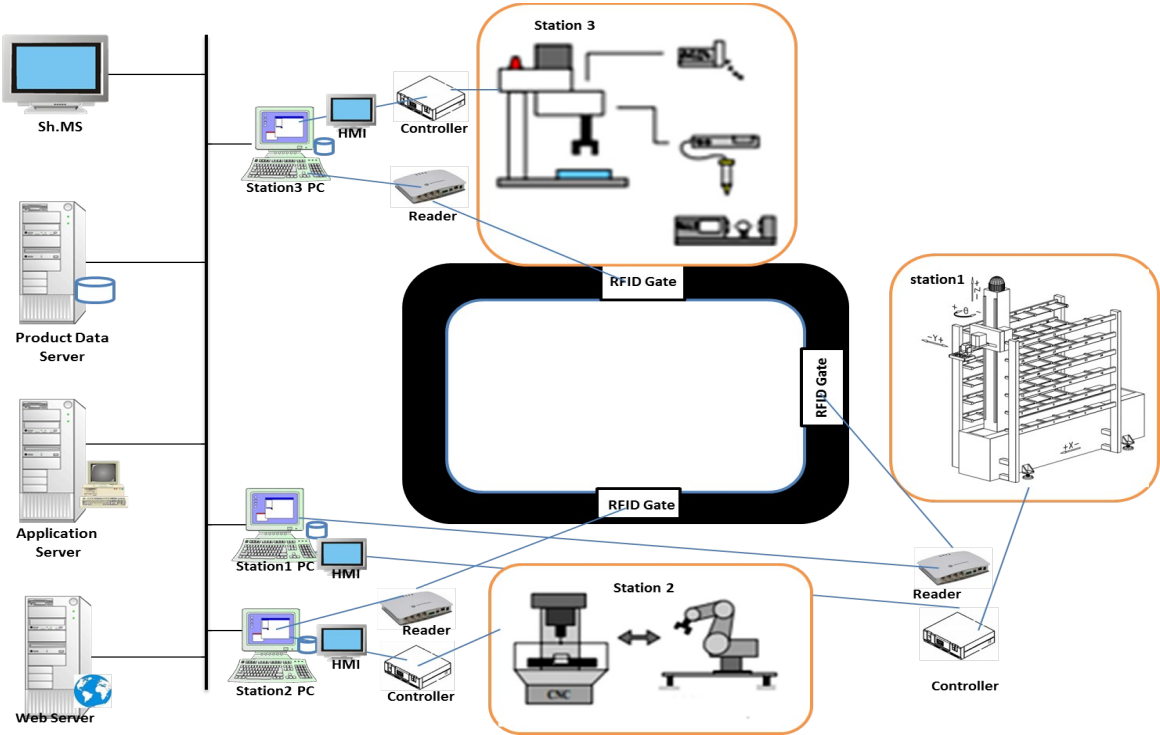 Station 3
Sh.MS
HMI
Controller
Station3 PC
Reader
RFID Gate
station1
+ θ -
-Z+
-Y+
+X-
Product Data
Server
RFID Gate
Application
Server
RFID Gate
Station1 PC
HMI
Reader
Station 2
Reader
HMI
Controller
Station2 PC
CNC
Controller
Web Server